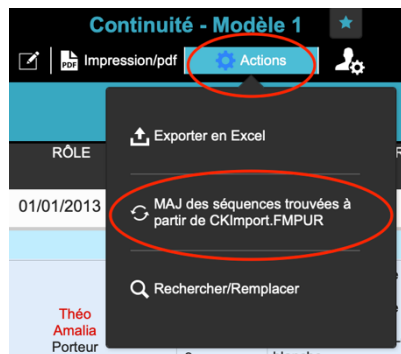 Continuité - Modèle 1
PDF Impression/pdf Actions
Exporter en Excel
RÔLE
01/01/2013
MAJ des séquences trouvées à
partir de CKImport.FMPUR
Rechercher/Remplacer
Théo
Amalia
Porteur